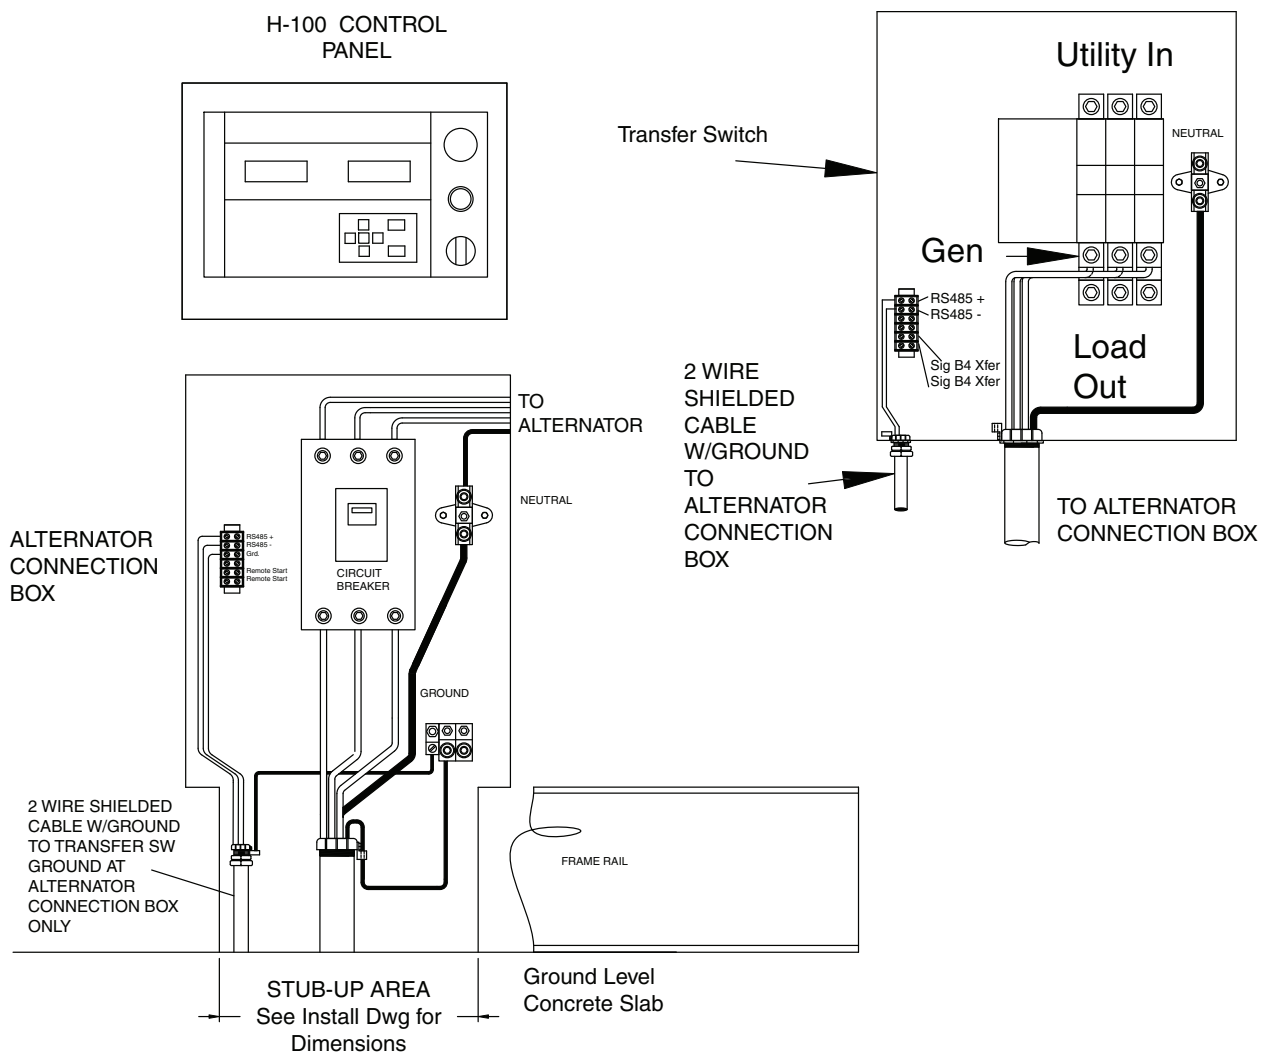 H-100 CONTROL
PANEL
Utility In
Transfer Switch
NEUTRAL
Gen
RS485 +
RS485 -
Sig B4 Xfer
Sig B4 Xfer
Load
Out
2 WIRE
SHIELDED
CABLE
W/GROUND
TO
ALTERNATOR
CONNECTION
BOX
TO ALTERNATOR
CONNECTION BOX
TO
ALTERNATOR
NEUTRAL
ALTERNATOR
CONNECTION
BOX
RS485 +
RS485 -
Grd.
Remote Start
Remote Start
CIRCUIT
BREAKER
GROUND
2 WIRE SHIELDED
CABLE W/GROUND
TO TRANSFER SW
GROUND AT
ALTERNATOR
CONNECTION BOX
ONLY
FRAME RAIL
STUB-UP AREA
See Install Dwg for
Dimensions
Ground Level
Concrete Slab